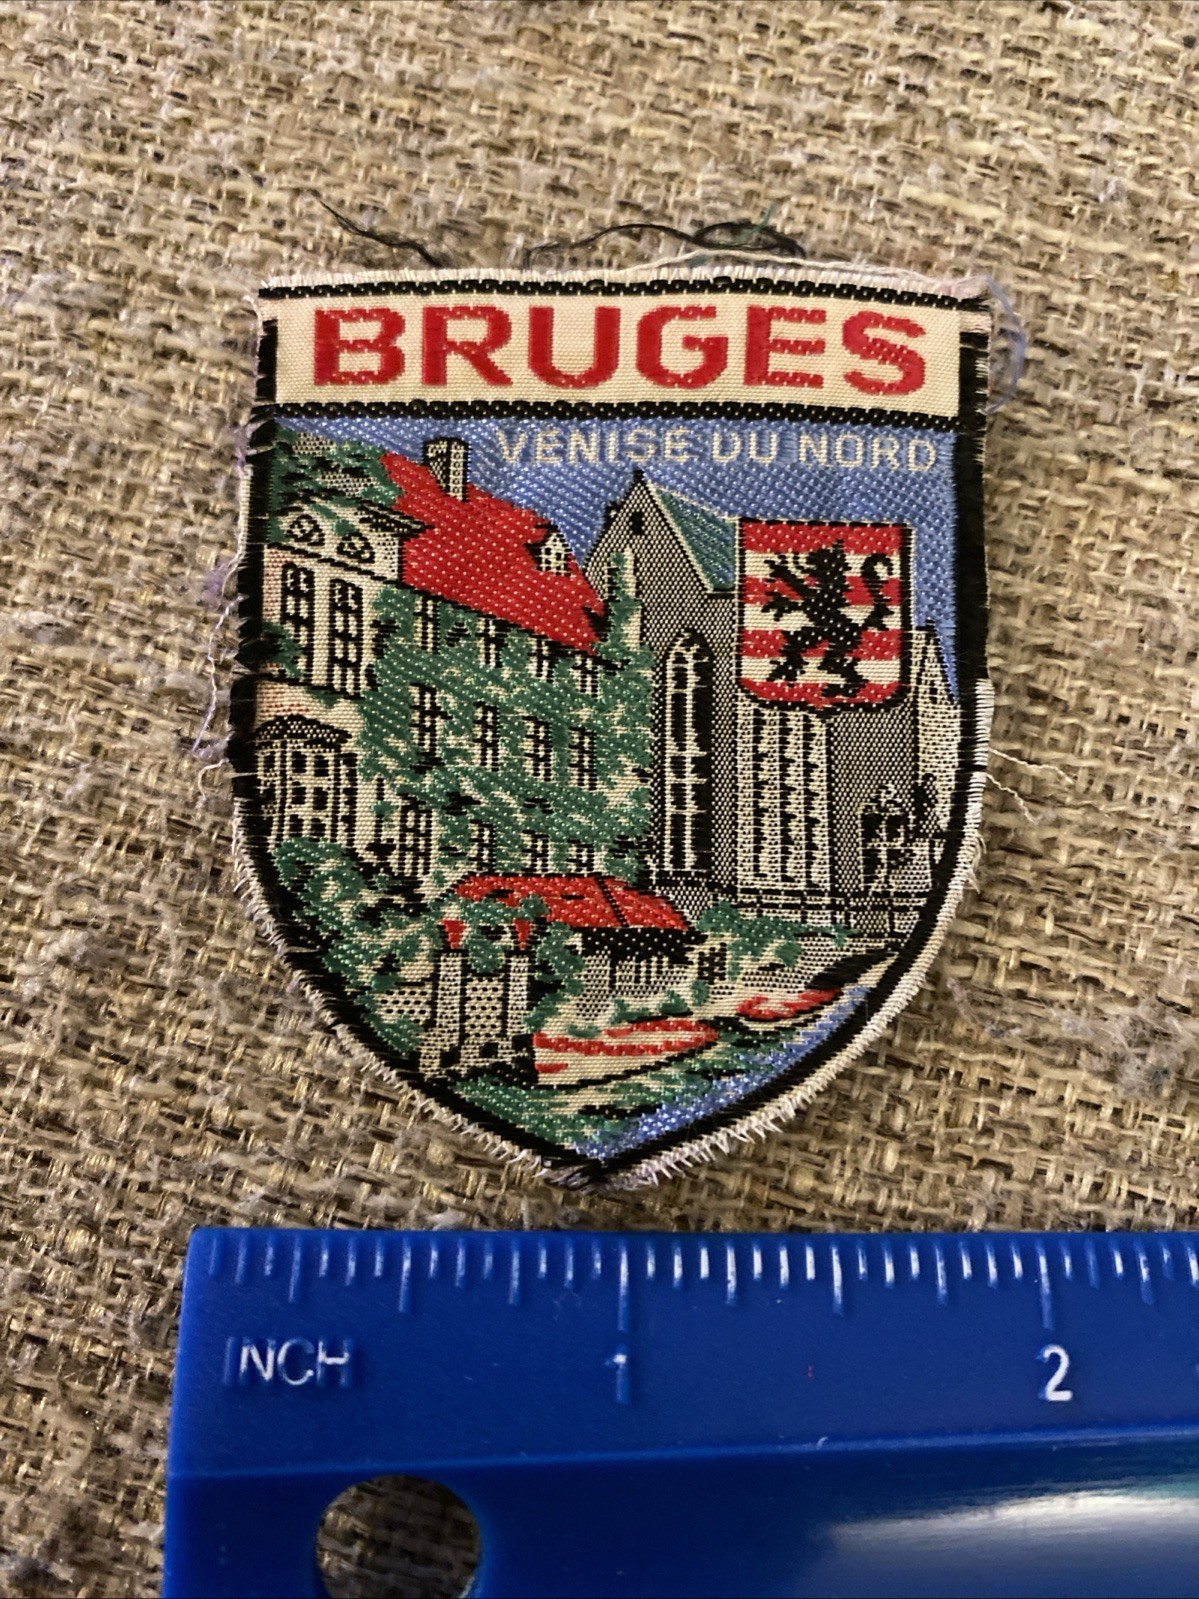 BRUGES
VENISE DU NORD
INCH
1
2